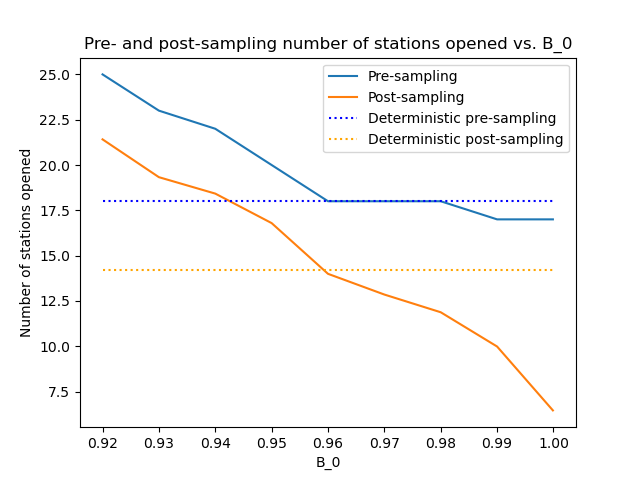 Pre- and post-sampling number of stations opened vs. B_0
Pre-sampling
Post-sampling
Deterministic pre-sampling
Deterministic post-sampling
Number of stations opened
25.0
22.5
20.0
17.5
15.0
12.5
10.0
7.5
0.92 0.93 0.94 0.95 0.96 0.97 0.98 0.99 1.00
B_0